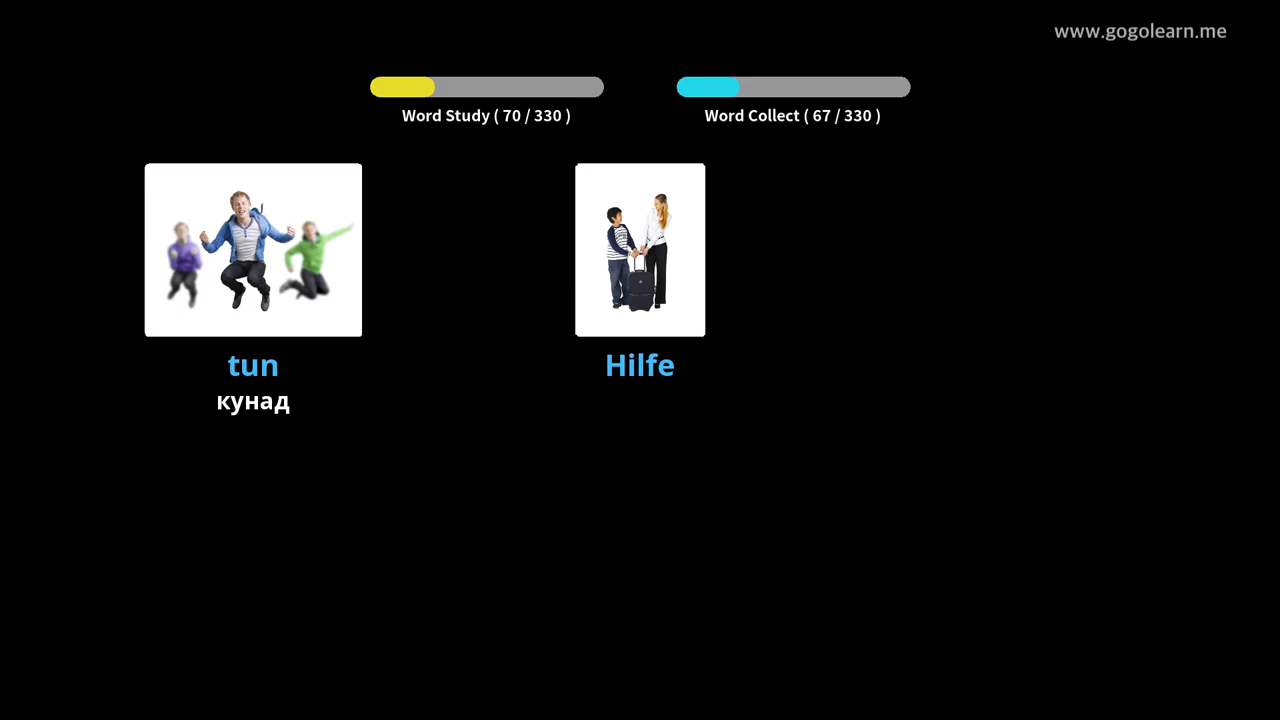 www.gogolearn.me
Word Study ( 70 / 330 )
Word Collect ( 67 / 330 )
tun
кунад
Hilfe